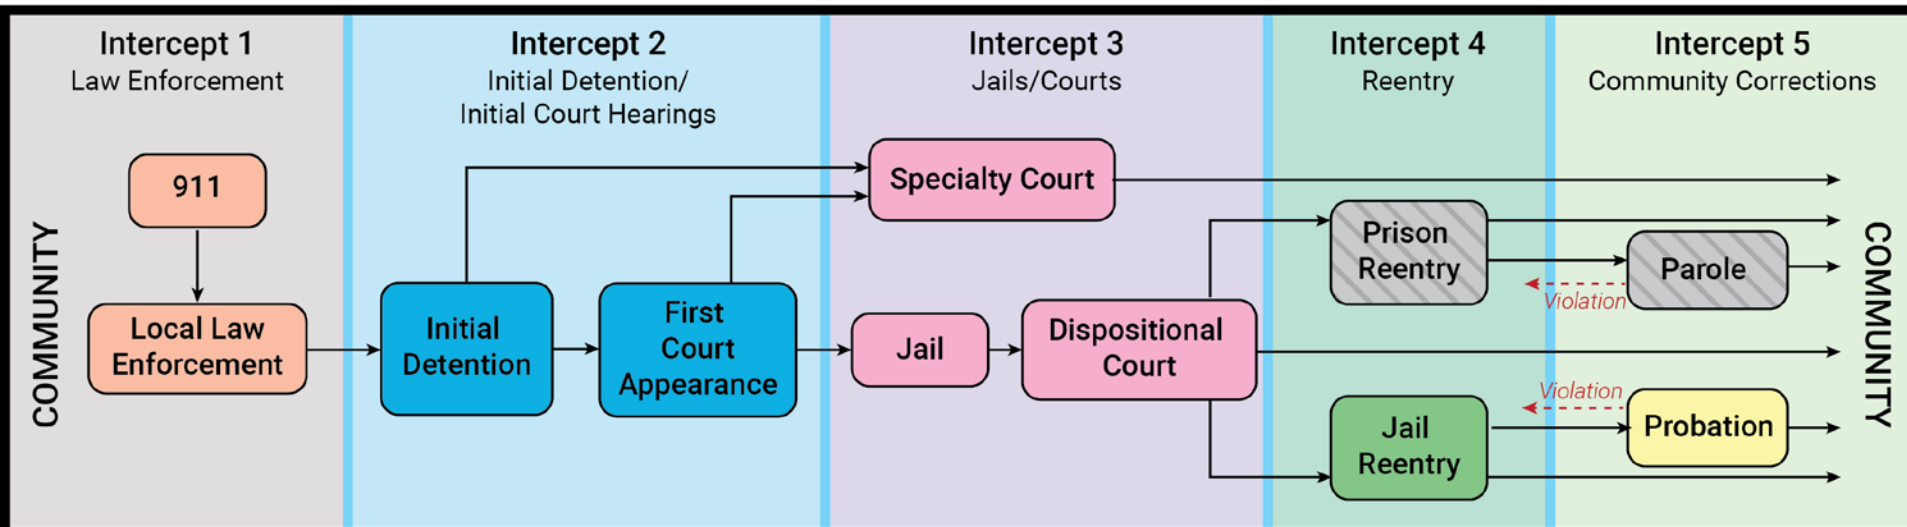 Intercept 1
Law Enforcement
Intercept 2
Initial Detention/
Initial Court Hearings
Intercept 3
Jails/Courts
Intercept 4
Reentry
Intercept 5
Community Corrections
COMMUNITY
911
Local Law
Enforcement
Initial
Detention
First
Court
Appearance
Specialty Court
Jail
Dispositional
Court
Prison
Reentry
Parole
Violation
Violation
Jail
Reentry
Probation
COMMUNITY